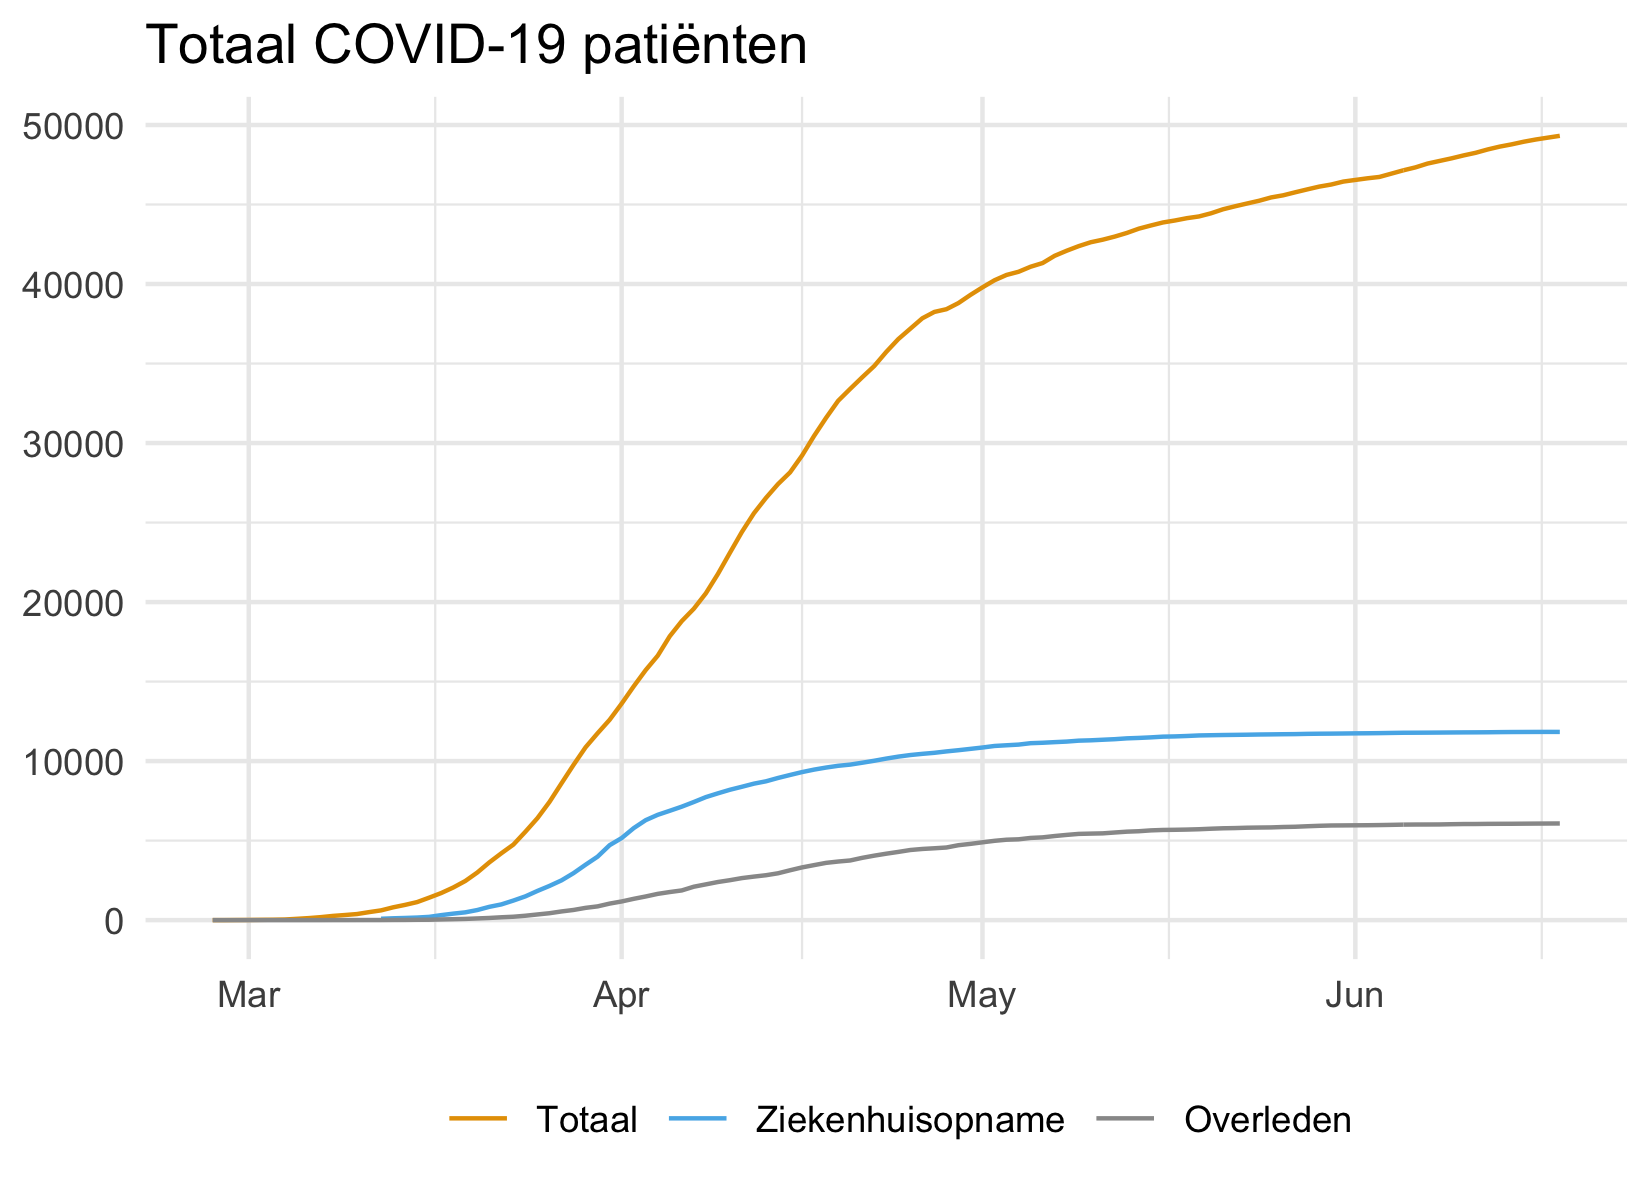 Totaal COVID-19 patiënten
50000
40000
30000
20000
10000
0
Mar Apr May Jun
Totaal Ziekenhuisopname Overleden